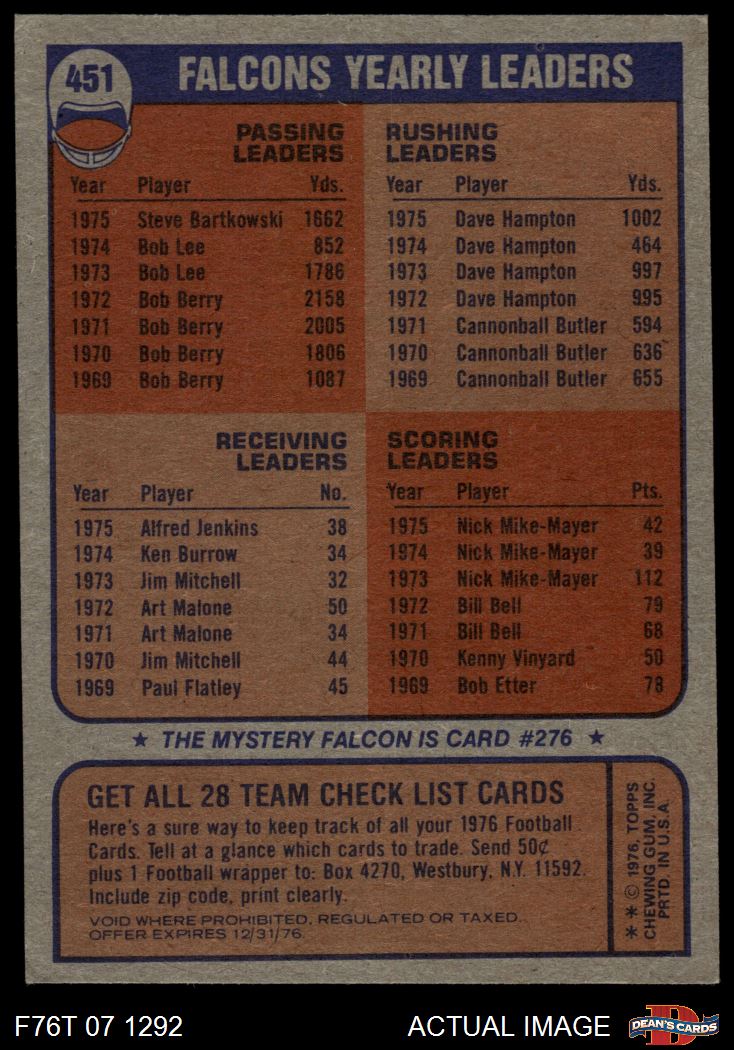 451
FALCONS YEARLY LEADERS
PASSING
LEADERS
Year Player Yds.
1975 Steve Bartkowski 1662
1974 Bob Lee 852
1973 Bob Lee 1786
1972 Bob Berry 2158
1971 Bob Berry 2005
1970 Bob Berry 1806
1969 Bob Berry 1087
RUSHING
LEADERS
Year Player Yds.
1975 Dave Hampton 1002
1974 Dave Hampton 464
1973 Dave Hampton 997
1972 Dave Hampton 995
1971 Cannonball Butler 594
1970 Cannonball Butler 636
1969 Cannonball Butler 655
RECEIVING
LEADERS
Year Player No.
1975 Alfred Jenkins 38
1974 Ken Burrow 34
1973 Jim Mitchell 32
1972 Art Malone 50
1971 Art Malone 34
1970 Jim Mitchell 44
1969 Paul Flatley 45
SCORING
LEADERS
Year Player Pts.
1975 Nick Mike-Mayer 42
1974 Nick Mike-Mayer 39
1973 Nick Mike-Mayer 112
1972 Bill Bell 79
1971 Bill Bell 68
1970 Kenny Vinyard 50
1969 Bob Etter 78
★ THE MYSTERY FALCON IS CARD #276 ★
GET ALL 28 TEAM CHECK LIST CARDS
Here's a sure way to keep track of all your 1976 Football
Cards. Tell at a glance which cards to trade. Send 50¢
plus 1 Football wrapper to: Box 4270, Westbury, N.Y. 11592.
Include zip code, print clearly.
VOID WHERE PROHIBITED, REGULATED OR TAXED.
OFFER EXPIRES 12/31/76.
* * © 1976, TOPPS
CHEWING GUM, INC.
PRTD. IN U.S.A.
F76T 07 1292
ACTUAL IMAGE
D
DEAN'S CARDS